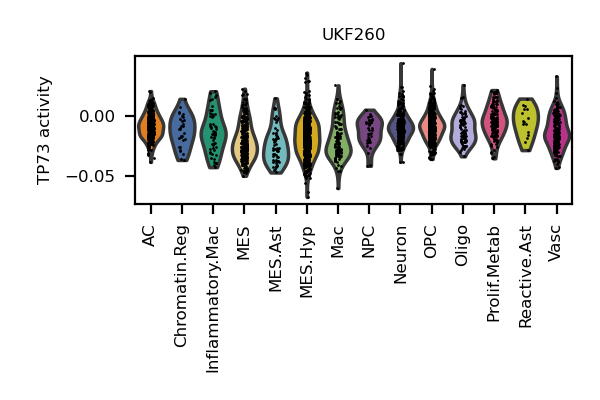 UKF260
TP73 activity
0.00
−0.05
AC
Chromatin.Reg
Inflammatory.Mac
MES
MES.Ast
MES.Hyp
Mac
NPC
Neuron
OPC
Oligo
Prolif.Metab
Reactive.Ast
Vasc